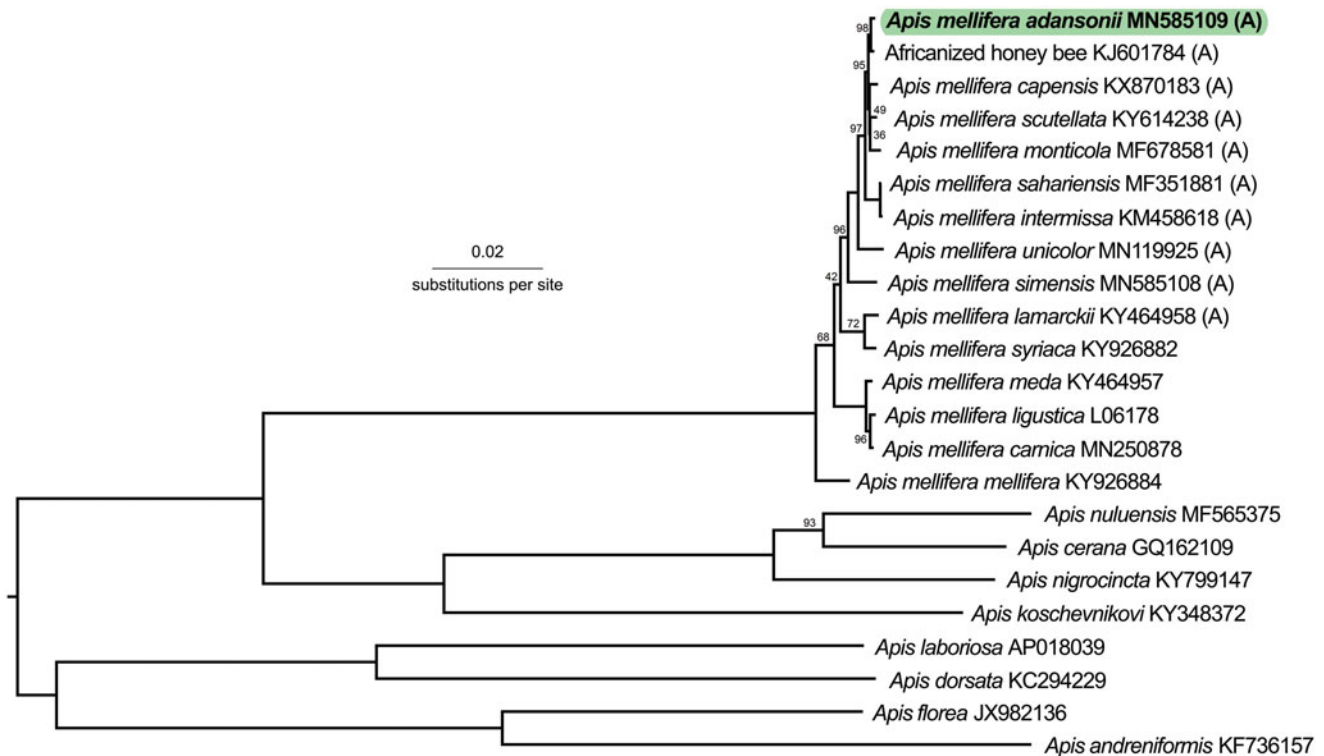 Apis mellifera adansonii MN585109 (A)
98
Africanized honey bee KJ601784 (A)
95
Apis mellifera capensis KX870183 (A)
49
Apis mellifera scutellata KY614238 (A)
97
36
Apis mellifera monticola MF678581 (A)
Apis mellifera sahariensis MF351881 (A)
Apis mellifera intermissa KM458618 (A)
96
0.02
Apis mellifera unicolor MN119925 (A)
42
substitutions per site
Apis mellifera simensis MN585108 (A)
72
Apis mellifera lamarckii KY464958 (A)
68
Apis mellifera syriaca KY926882
Apis mellifera meda KY464957
Apis mellifera ligustica L06178
96
Apis mellifera carnica MN250878
Apis mellifera mellifera KY926884
Apis nuluensis MF565375
93
Apis cerana GQ162109
Apis nigrocincta KY799147
Apis koschevnikovi KY348372
Apis laboriosa AP018039
Apis dorsata KC294229
Apis florea JX982136
Apis andreniformis KF736157